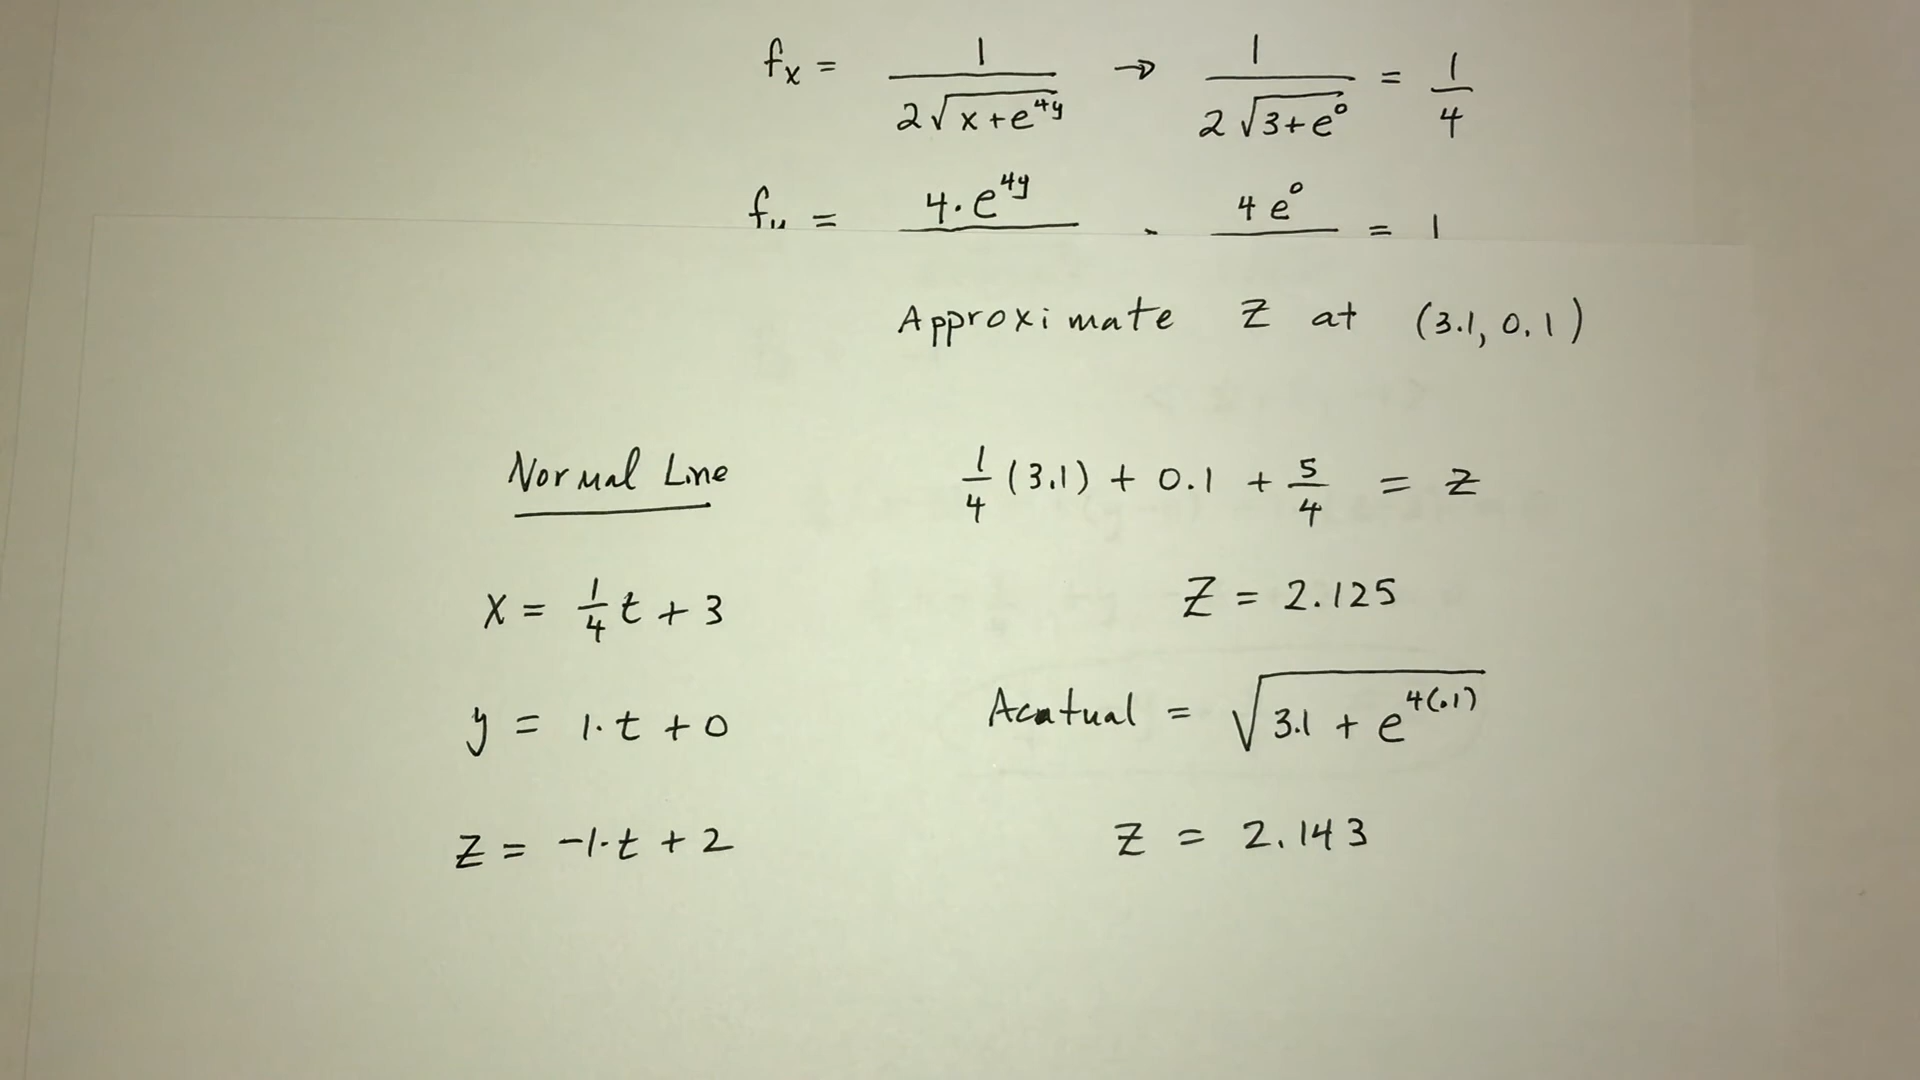 fx = 1 / 2√(x+e^4y) → 1 / 2√(3+e^0) = 1/4
fy = 4·e^4y 4e^0 = 1
Approximate Z at (3.1, 0.1)
Normal Line
x = 1/4 t + 3
y = 1·t + 0
z = -1·t + 2
1/4 (3.1) + 0.1 + 5/4 = z
Z = 2.125
Acatual = √(3.1 + e^4(.1))
Z = 2.143